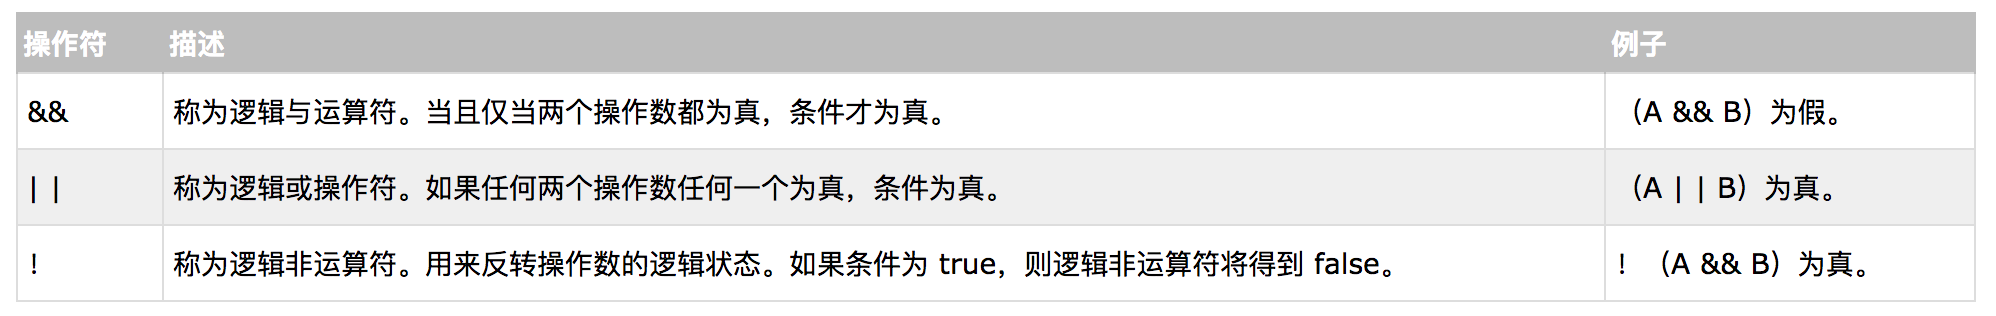 操作符 描述 例子
&& 称为逻辑与运算符。当且仅当两个操作数都为真，条件才为真。 （A && B）为假。
| | 称为逻辑或操作符。如果任何两个操作数任何一个为真，条件为真。 （A | | B）为真。
！ 称为逻辑非运算符。用来反转操作数的逻辑状态。如果条件为 true，则逻辑非运算符将得到 false。 ！（A && B）为真。